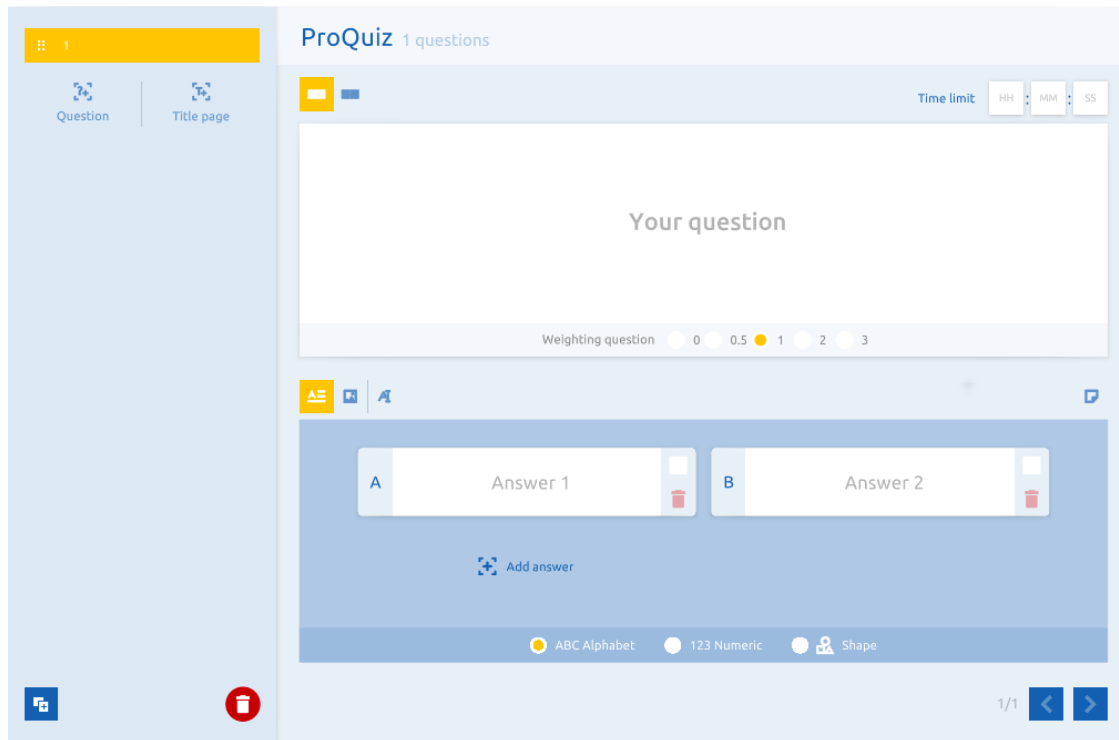 1
Question
Title page
ProQuiz 1 questions
Time limit HH : MM : SS
Your question
Weighting question 0 0.5 1 2 3
A Answer 1
B Answer 2
Add answer
ABC Alphabet 123 Numeric Shape
1/1